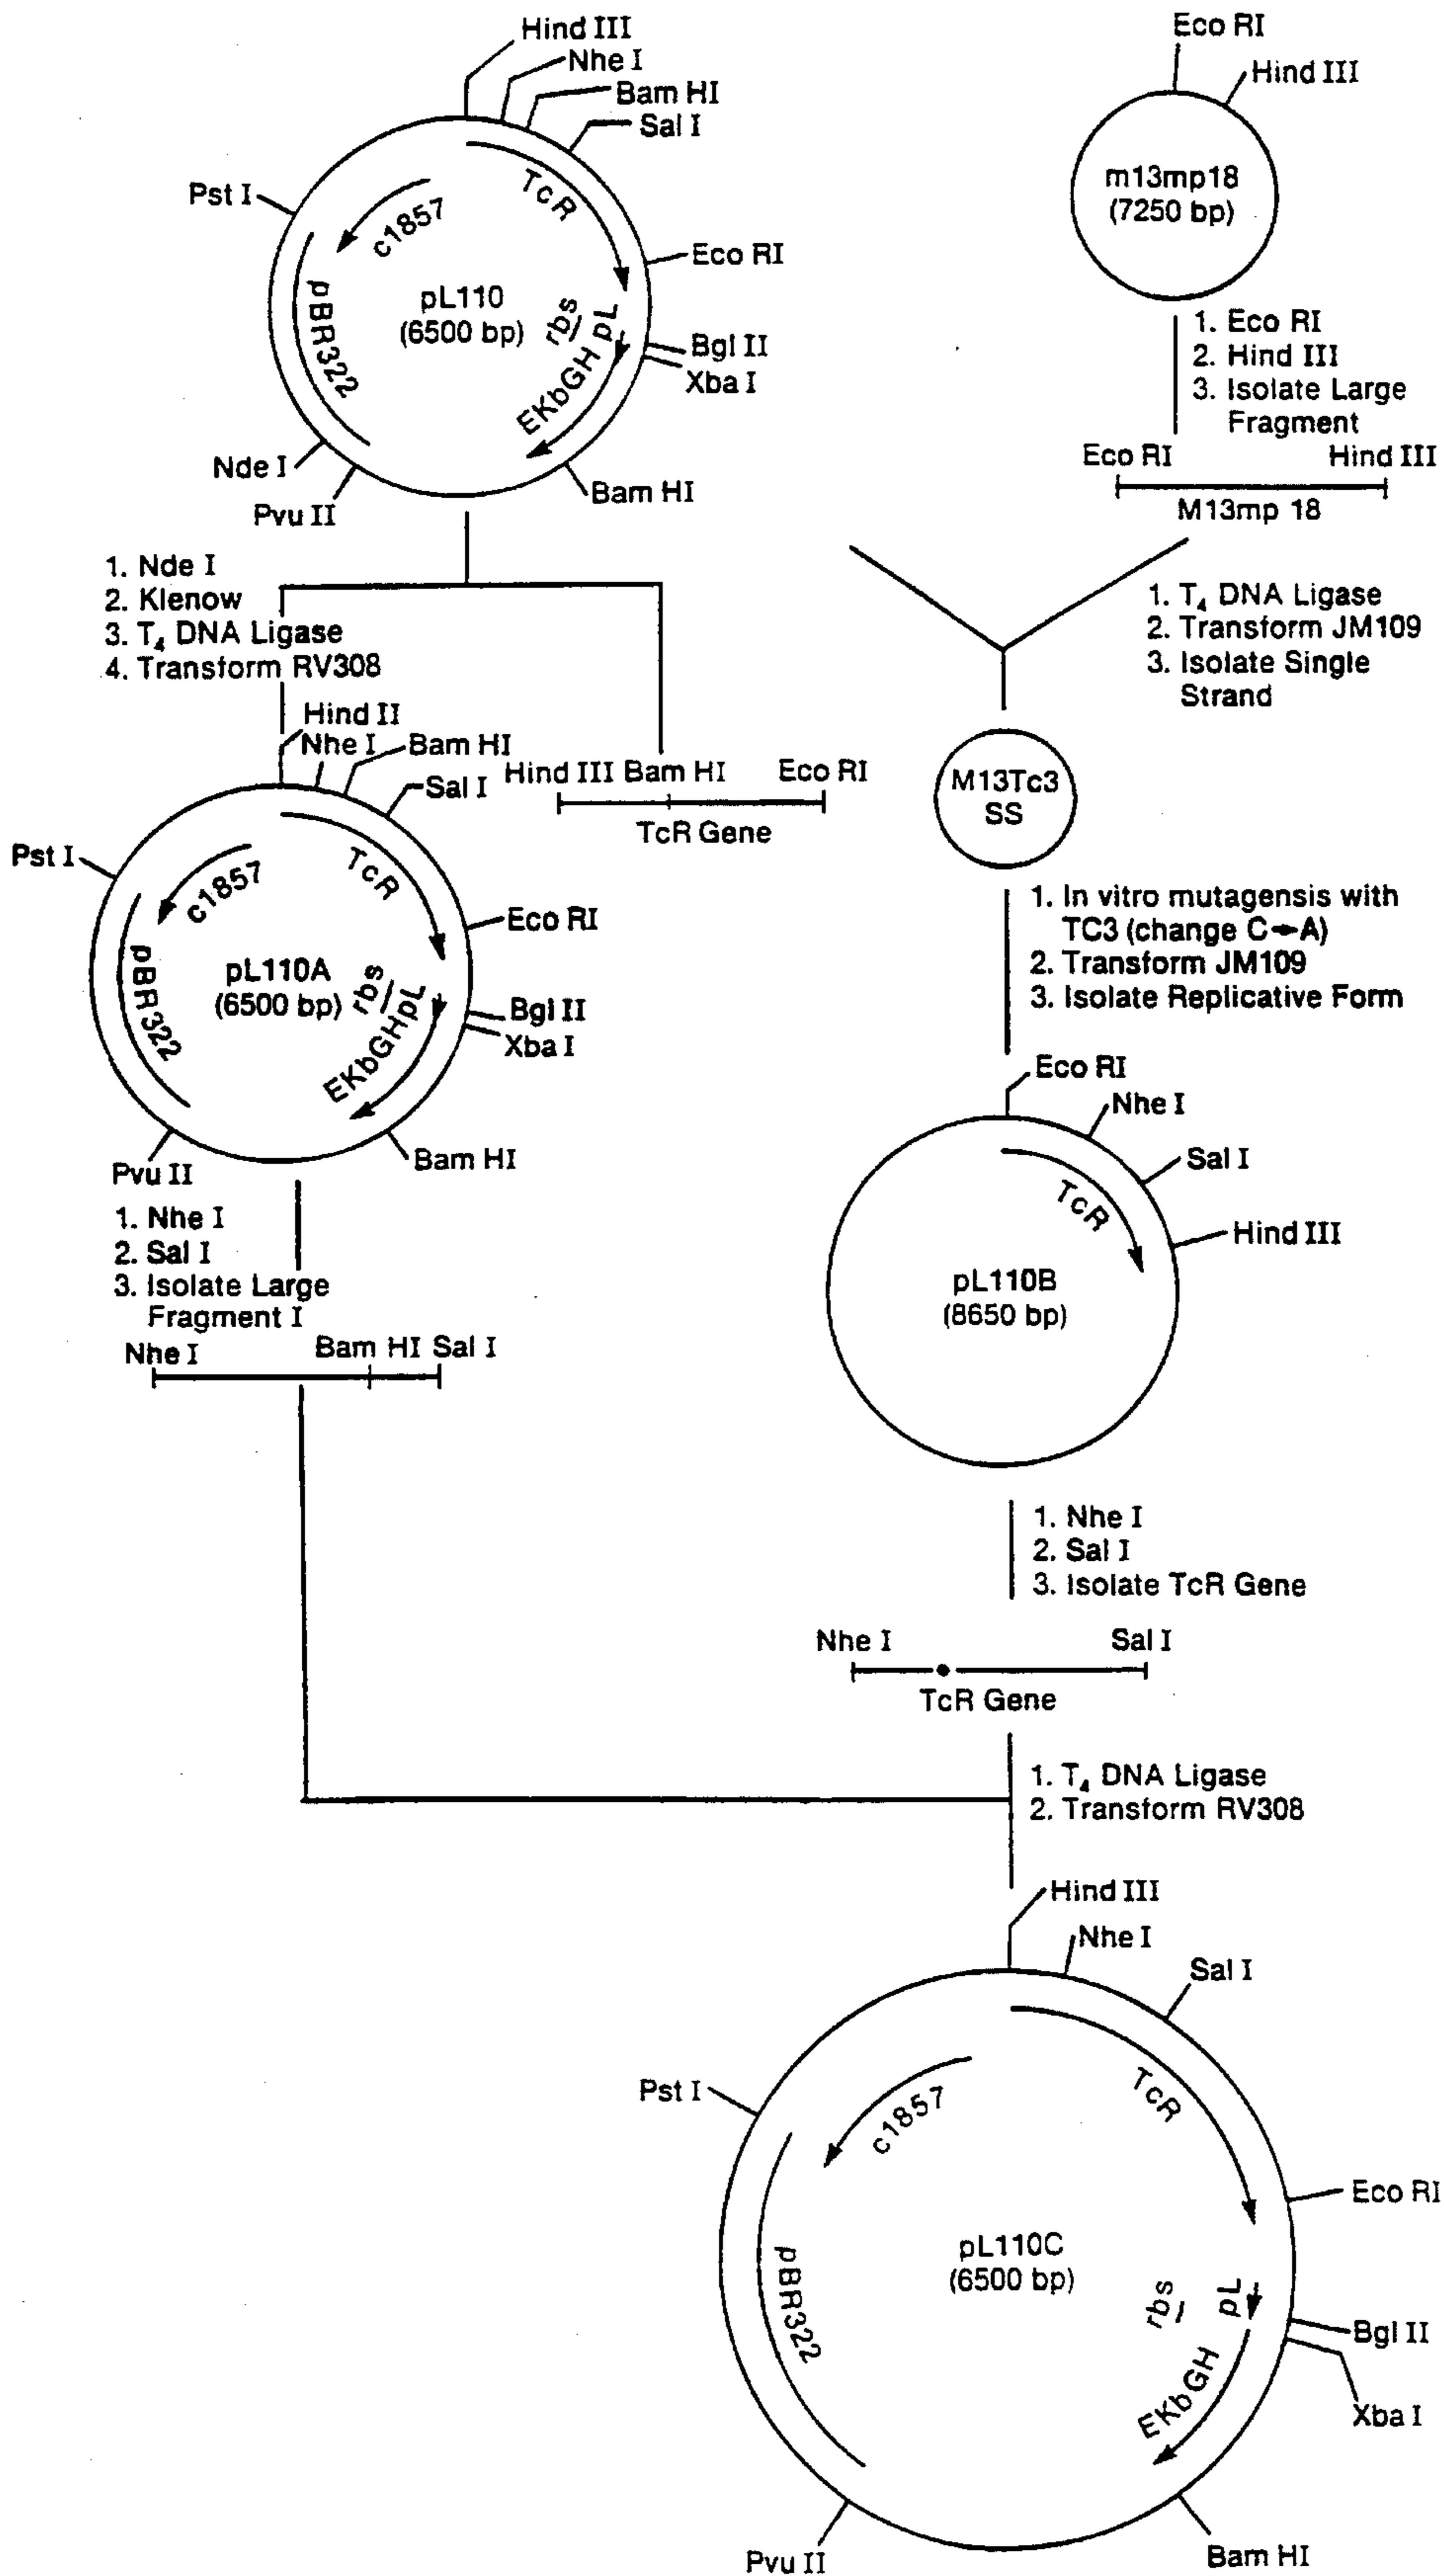 Hind III
Nhe I
Bam HI
Sal I
Pst I
TcR
c1857
Eco RI
pL110
(6500 bp)
rbs
pL
pBR322
EKbGH
Bgl II
Xba I
Nde I
Pvu II
Bam HI
Eco RI
Hind III
m13mp18
(7250 bp)
1. Eco RI
2. Hind III
3. Isolate Large
Fragment
Eco RI
Hind III
M13mp 18
1. Nde I
2. Klenow
3. T4 DNA Ligase
4. Transform RV308
1. T4 DNA Ligase
2. Transform JM109
3. Isolate Single
Strand
Hind III Bam HI
Eco RI
TcR Gene
M13Tc3
SS
Hind II
Nhe I
Bam HI
Sal I
Pst I
TcR
c1857
Eco RI
pL110A
(6500 bp)
rbs
pL
pBR322
EKbGH
Bgl II
Xba I
Pvu II
Bam HI
1. In vitro mutagensis with
TC3 (change C→A)
2. Transform JM109
3. Isolate Replicative Form
Eco RI
Nhe I
Sal I
TcR
Hind III
pL110B
(8650 bp)
1. Nhe I
2. Sal I
3. Isolate Large
Fragment I
Nhe I
Bam HI Sal I
1. Nhe I
2. Sal I
3. Isolate TcR Gene
Nhe I
Sal I
TcR Gene
1. T4 DNA Ligase
2. Transform RV308
Hind III
Nhe I
Sal I
Pst I
TcR
c1857
Eco RI
pL110C
(6500 bp)
rbs
pL
pBR322
EKbGH
Bgl II
Xba I
Pvu II
Bam HI